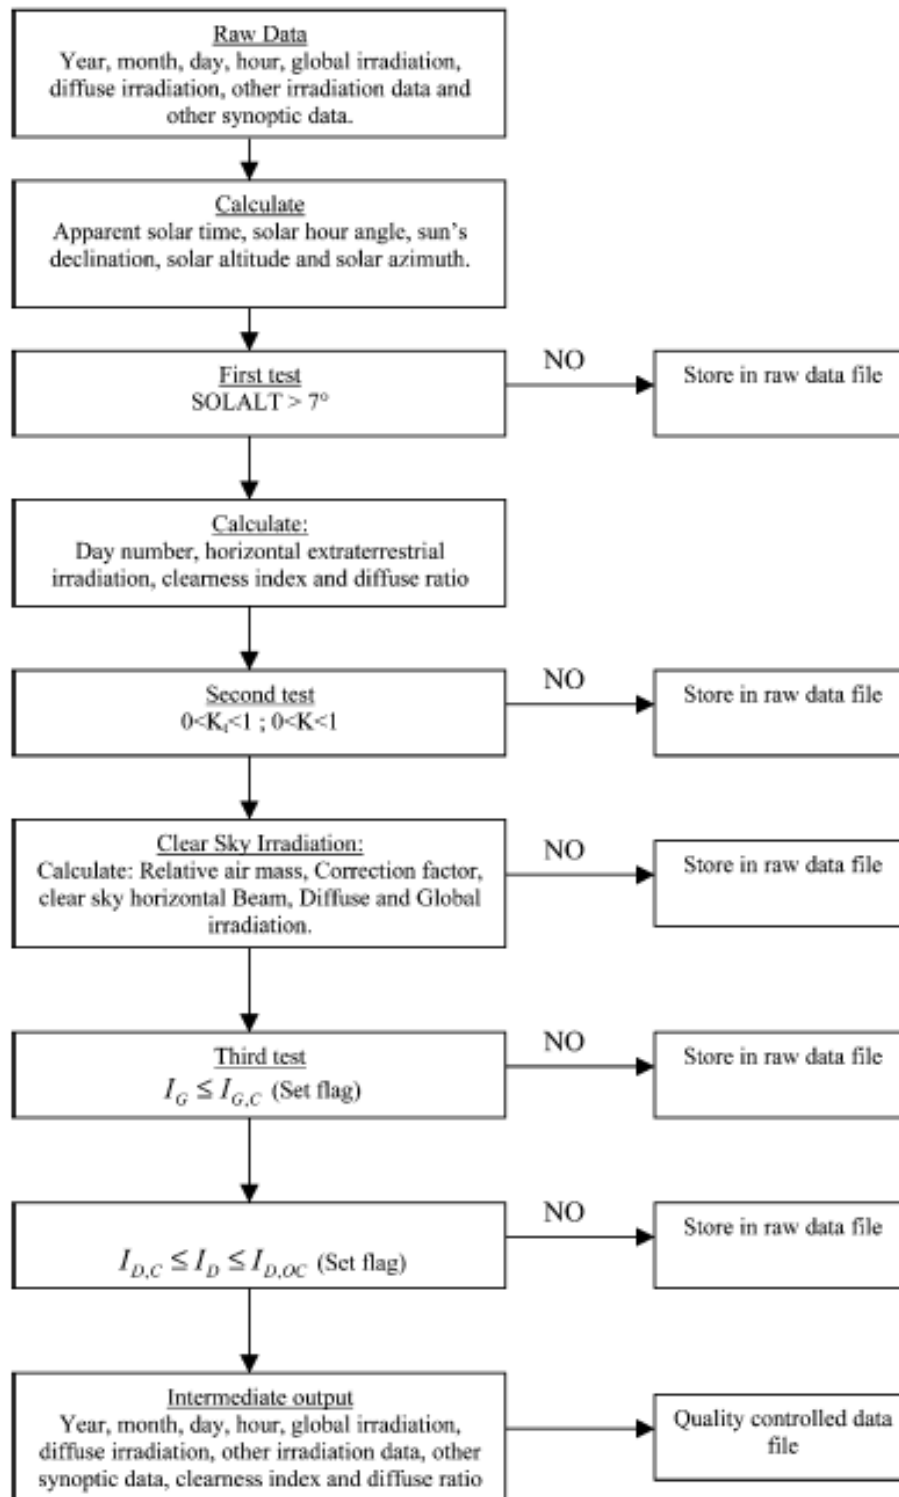 Raw Data
Year, month, day, hour, global irradiation,
diffuse irradiation, other irradiation data and
other synoptic data.
Calculate
Apparent solar time, solar hour angle, sun's
declination, solar altitude and solar azimuth.
First test
SOLALT > 7°
NO
Store in raw data file
Calculate:
Day number, horizontal extraterrestrial
irradiation, clearness index and diffuse ratio
Second test
0<Kₜ<1 ; 0<K<1
NO
Store in raw data file
Clear Sky Irradiation:
Calculate: Relative air mass, Correction factor,
clear sky horizontal Beam, Diffuse and Global
irradiation.
NO
Store in raw data file
Third test
I_G ≤ I_{G,C} (Set flag)
NO
Store in raw data file
I_{D,C} ≤ I_D ≤ I_{D,OC} (Set flag)
NO
Store in raw data file
Intermediate output
Year, month, day, hour, global irradiation,
diffuse irradiation, other irradiation data, other
synoptic data, clearness index and diffuse ratio
Quality controlled data
file